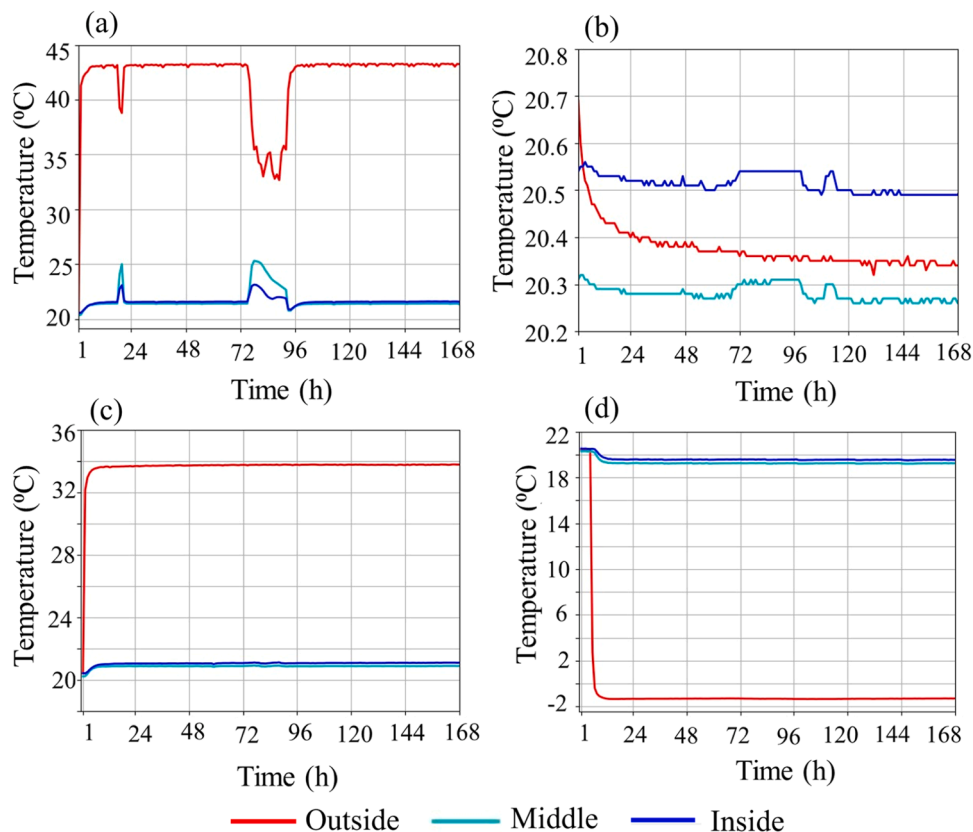 (a)
Temperature (ºC)
45
40
35
30
25
20
1 24 48 72 96 120 144 168
Time (h)
(b)
Temperature (ºC)
20.8
20.7
20.6
20.5
20.4
20.3
20.2
1 24 48 72 96 120 144 168
Time (h)
(c)
Temperature (ºC)
36
32
28
24
20
1 24 48 72 96 120 144 168
Time (h)
(d)
Temperature (ºC)
22
18
14
10
6
2
-2
1 24 48 72 96 120 144 168
Time (h)
Outside Middle Inside